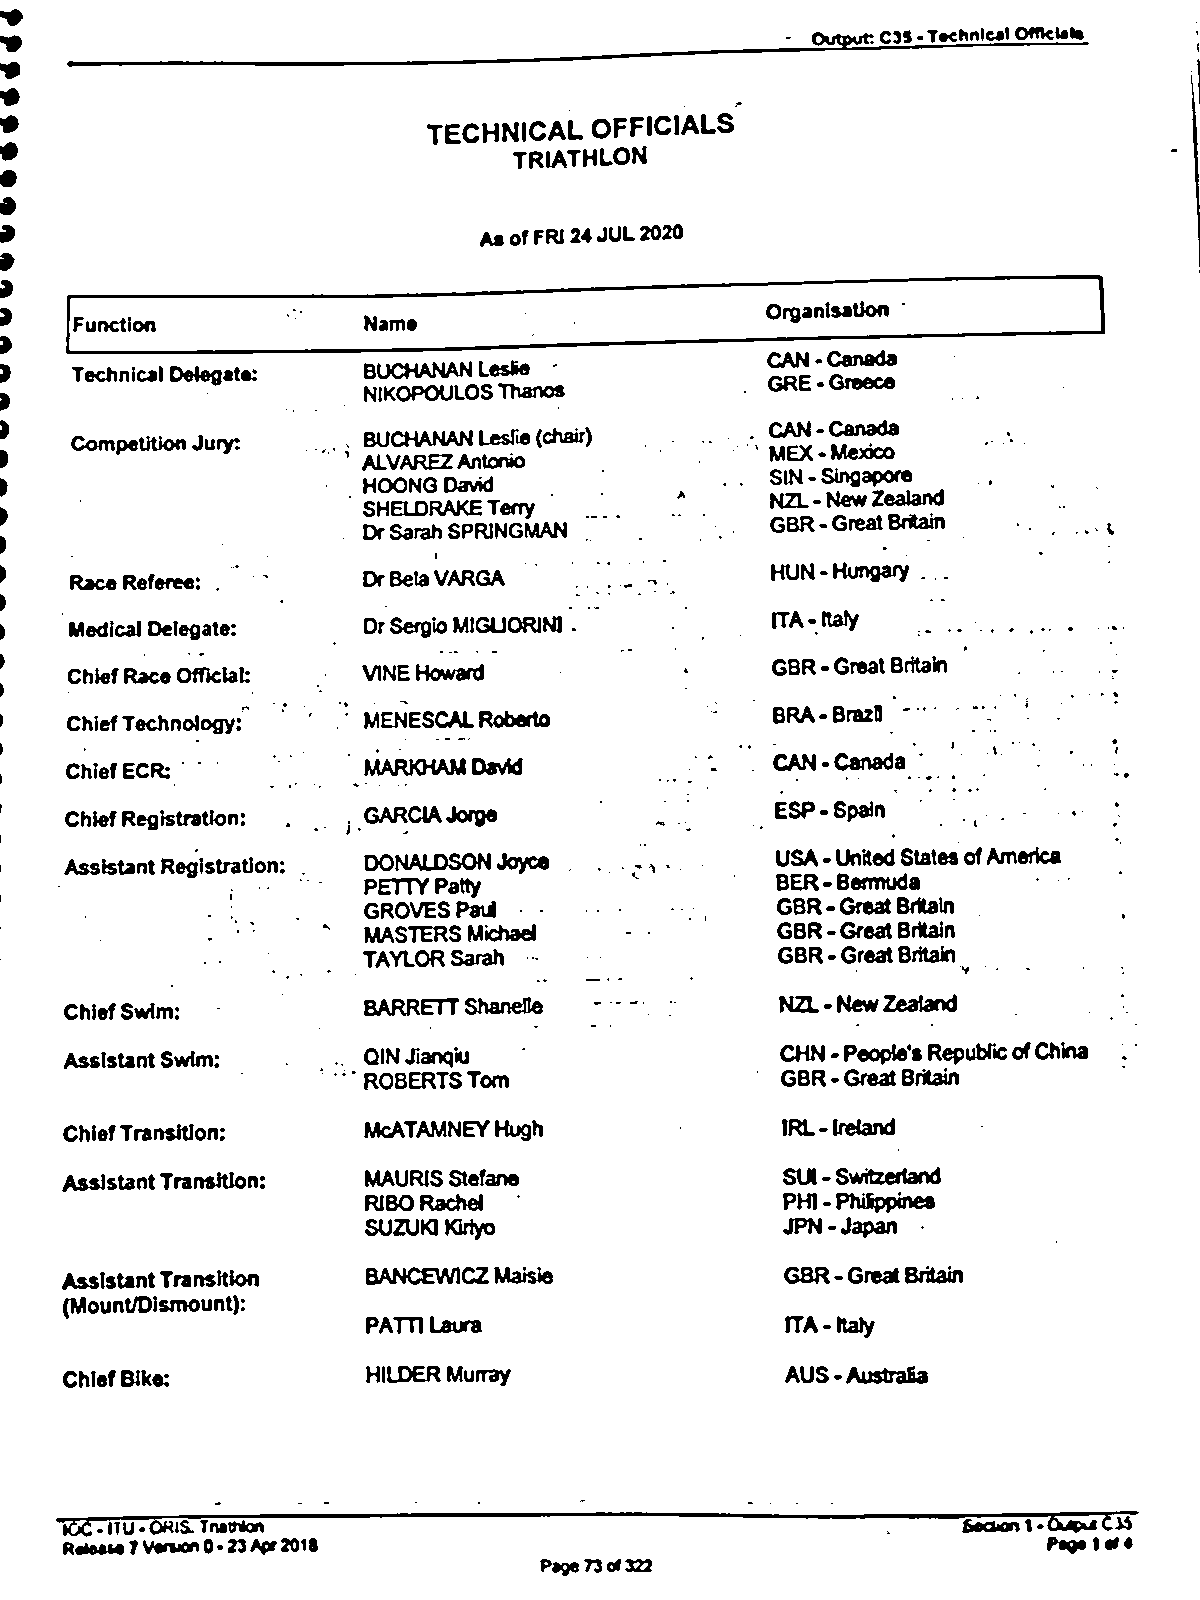 Output: C35 - Technical Officials
TECHNICAL OFFICIALS
TRIATHLON
As of FRI 24 JUL 2020
Function Name Organisation
Technical Delegate: BUCHANAN Leslie CAN - Canada
NIKOPOULOS Thanos GRE - Greece
Competition Jury: BUCHANAN Leslie (chair) CAN - Canada
ALVAREZ Antonio MEX - Mexico
HOONG David SIN - Singapore
SHELDRAKE Terry NZL - New Zealand
Dr Sarah SPRINGMAN GBR - Great Britain
Race Referee: Dr Bela VARGA HUN - Hungary
Medical Delegate: Dr Sergio MIGLIORINI ITA - Italy
Chief Race Official: VINE Howard GBR - Great Britain
Chief Technology: MENESCAL Roberto BRA - Brazil
Chief ECR: MARKHAM David CAN - Canada
Chief Registration: GARCIA Jorge ESP - Spain
Assistant Registration: DONALDSON Joyce USA - United States of America
PETTY Patty BER - Bermuda
GROVES Paul GBR - Great Britain
MASTERS Michael GBR - Great Britain
TAYLOR Sarah GBR - Great Britain
Chief Swim: BARRETT Shanelle NZL - New Zealand
Assistant Swim: QIN Jianqiu CHN - People's Republic of China
ROBERTS Tom GBR - Great Britain
Chief Transition: McATAMNEY Hugh IRL - Ireland
Assistant Transition: MAURIS Stefane SUI - Switzerland
RIBO Rachel PHI - Philippines
SUZUKI Kiriyo JPN - Japan
Assistant Transition BANCEWICZ Maisie GBR - Great Britain
(Mount/Dismount):
PATTI Laura ITA - Italy
Chief Bike: HILDER Murray AUS - Australia
IOC - ITU - ORIS. Triathlon Section 1 - Output C35
Release 7 Version 0 - 23 Apr 2018 Page 1 of 4
Page 73 of 322